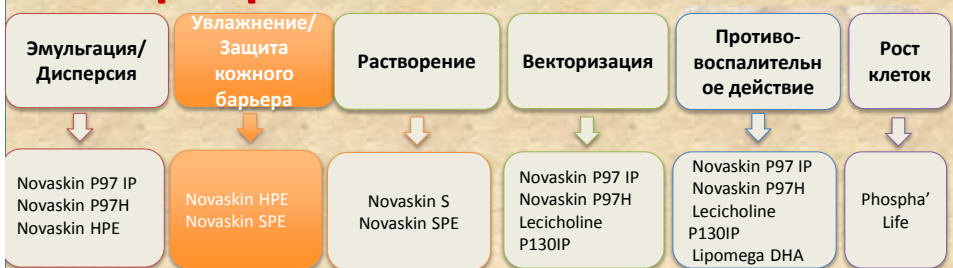 Эмульгация/
Дисперсия
Увлажнение/
Защита
кожного
барьера
Растворение
Векторизация
Противо-
воспалительн
ое действие
Рост
клеток
Novaskin P97 IP
Novaskin P97H
Novaskin HPE
Novaskin HPE
Novaskin SPE
Novaskin S
Novaskin SPE
Novaskin P97 IP
Novaskin P97H
Lecicholine
P130IP
Novaskin P97 IP
Novaskin P97H
Lecicholine
P130IP
Lipomega DHA
Phospha’
Life